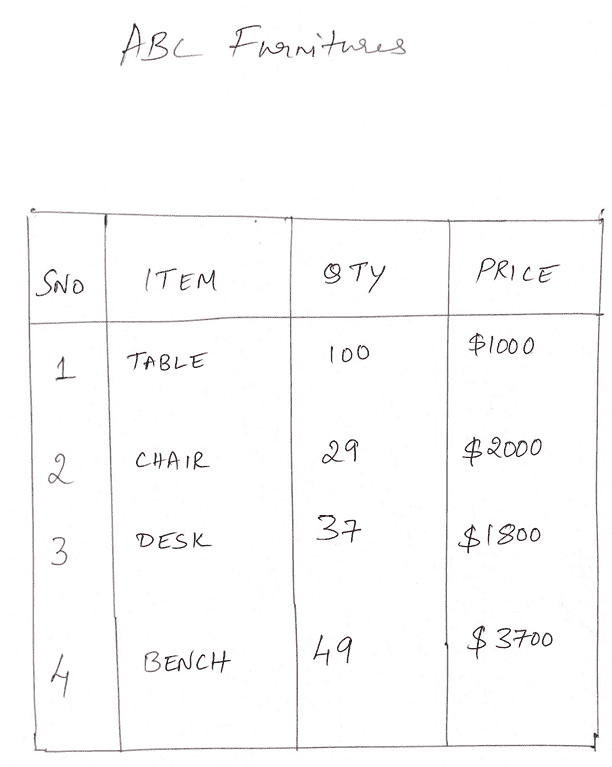 ABC Furnitures
SNO ITEM QTY PRICE
1 TABLE 100 $1000
2 CHAIR 29 $2000
3 DESK 37 $1800
4 BENCH 49 $3700